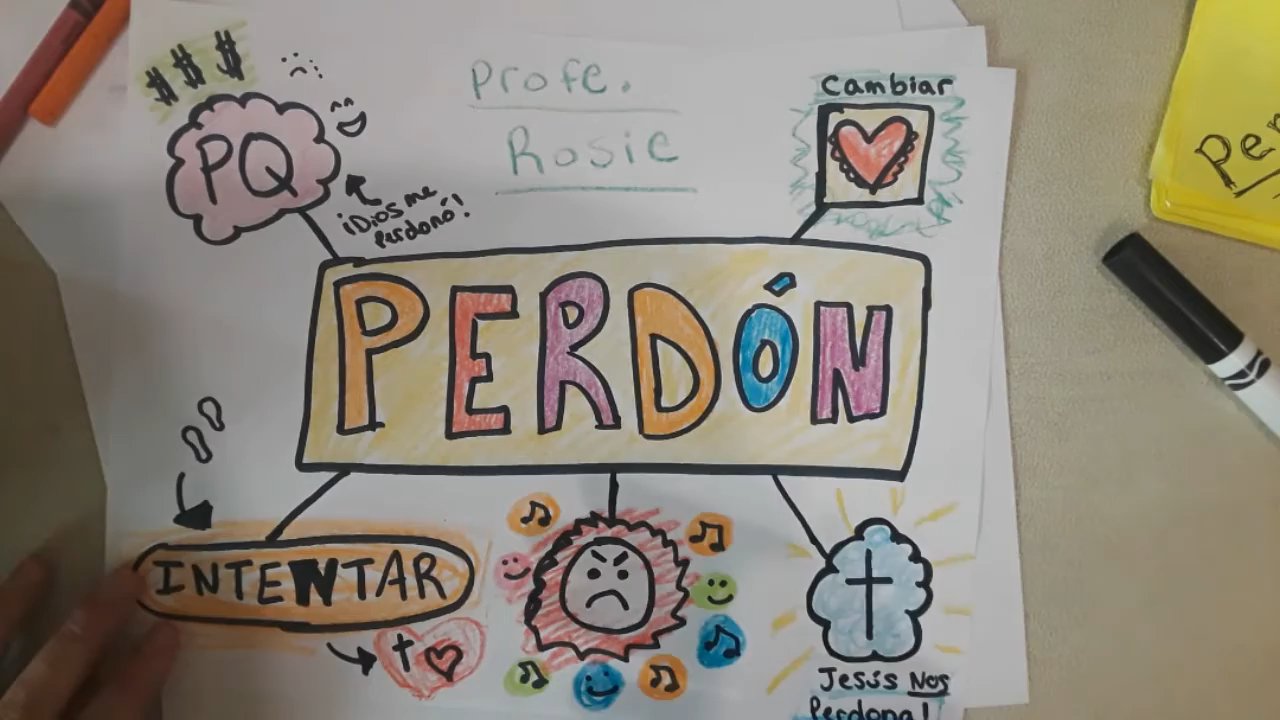 $$$
Profe.
Rosie
Cambiar
PQ
¡Dios me
perdonó!
PERDÓN
INTENTAR
Jesús Nos
Perdona!